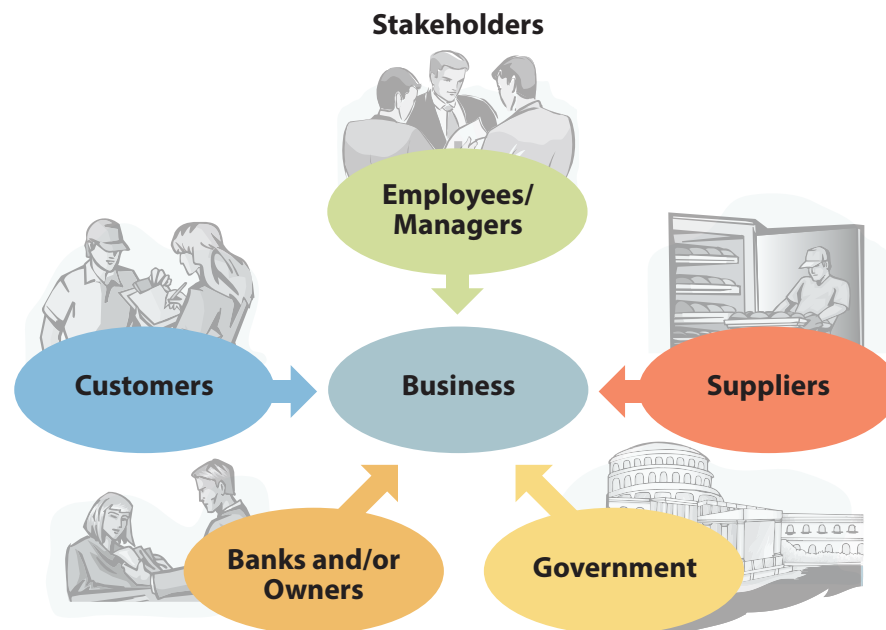 Stakeholders
Employees/
Managers
Customers
Business
Suppliers
Banks and/or
Owners
Government